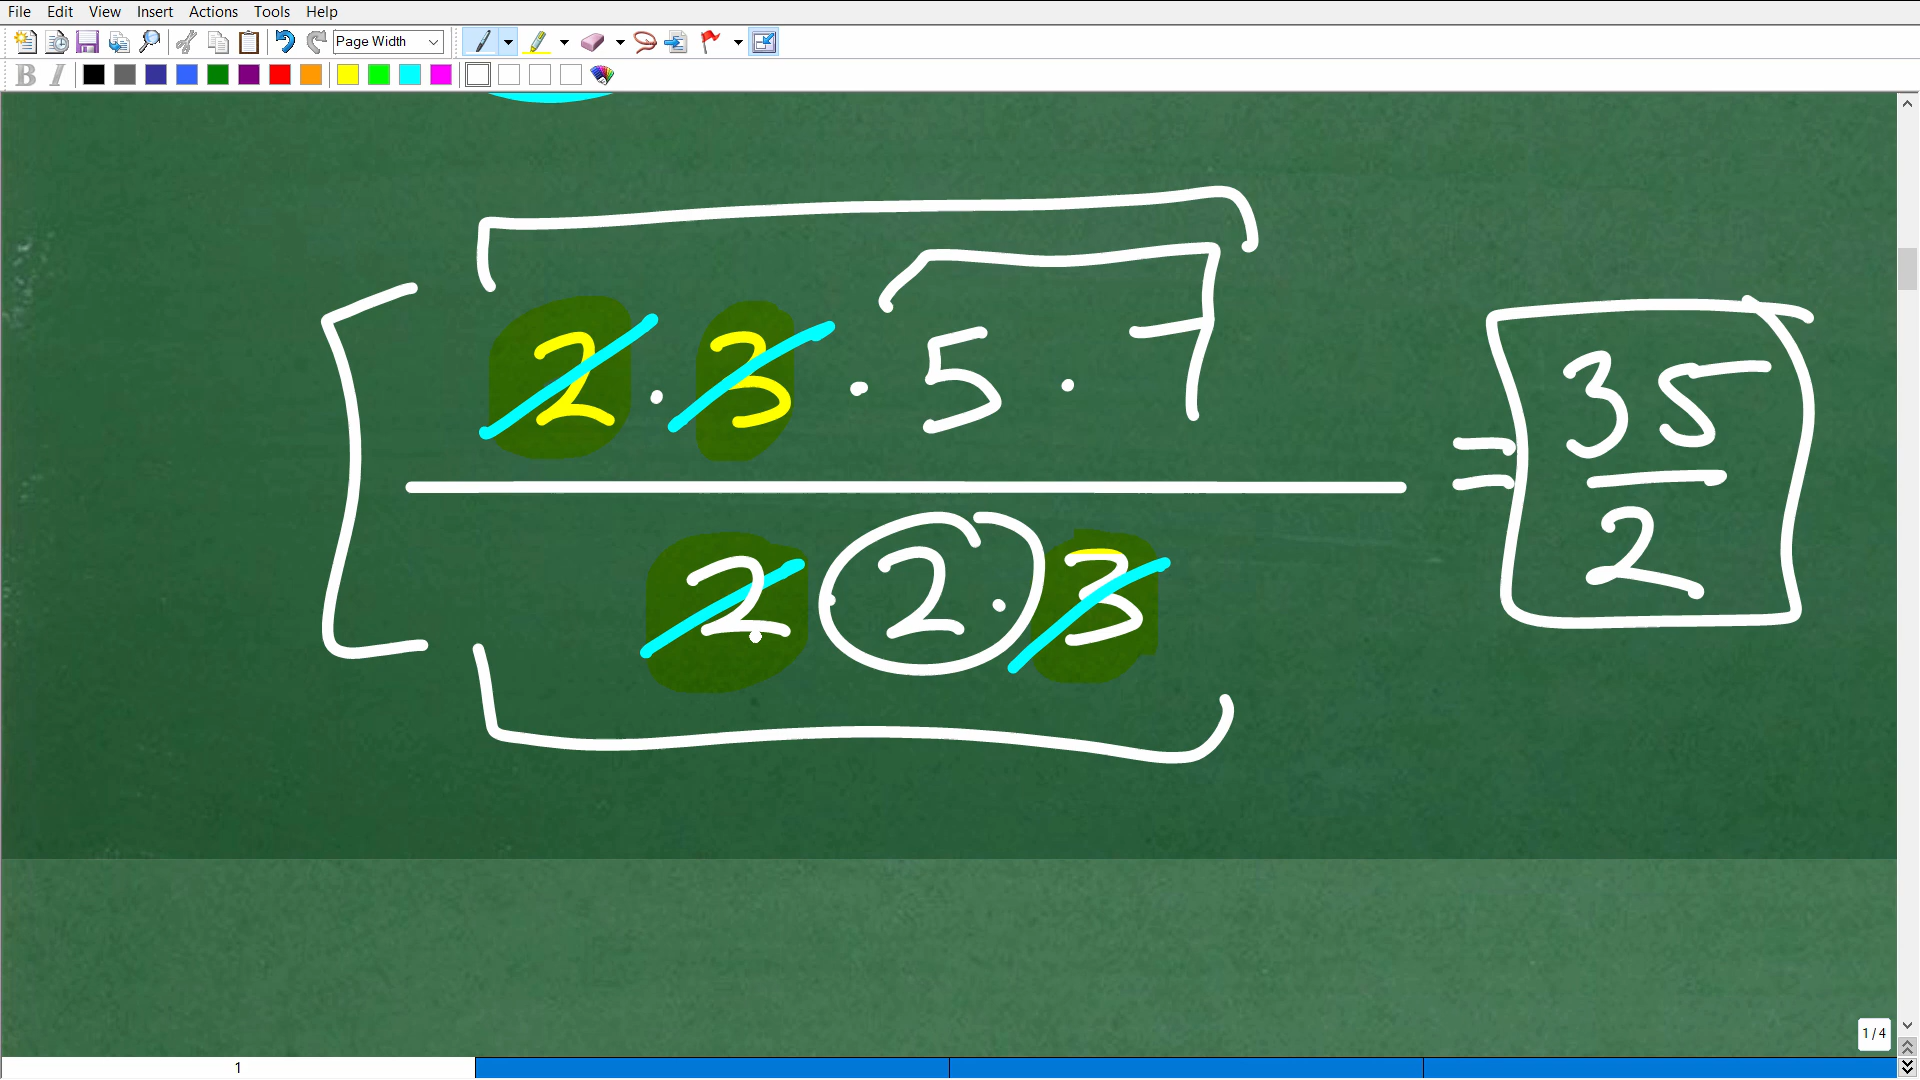 File Edit View Insert Actions Tools Help
Page Width
B I
2 · 3 · 5 · 7
2 · 2 · 3
= 35
2
1 / 4
1